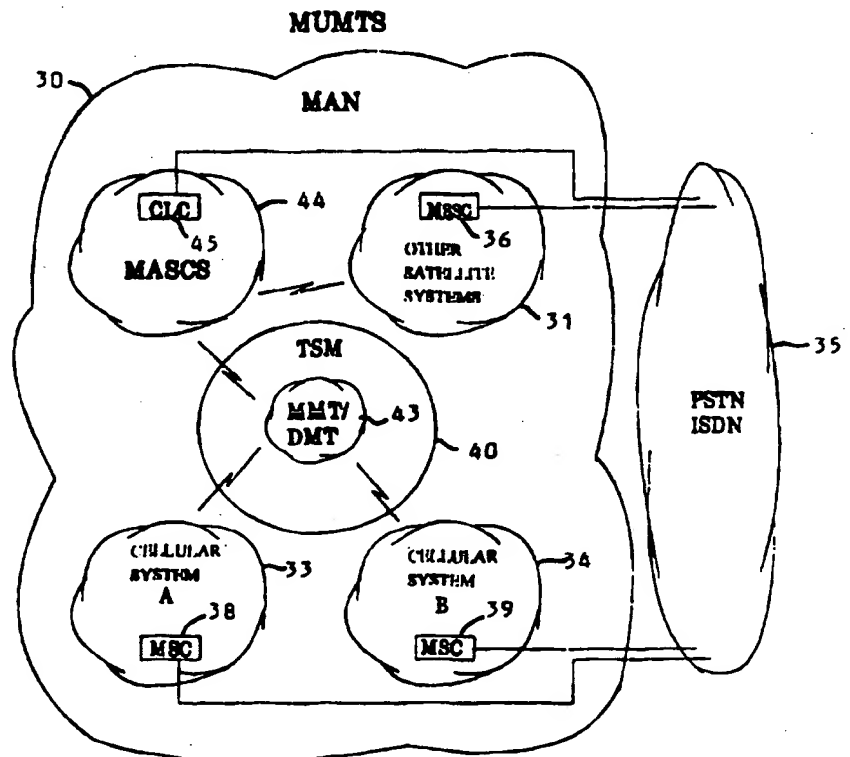 MUMTS
30
MAN
CLC
45
MASCS
44
MSSC
36
OTHER
SATELLITE
SYSTEMS
31
35
PSTN
ISDN
TSM
MMT/
DMT
43
40
CELLULAR
SYSTEM
A
33
38
MSC
CELLULAR
SYSTEM
B
34
39
MSC